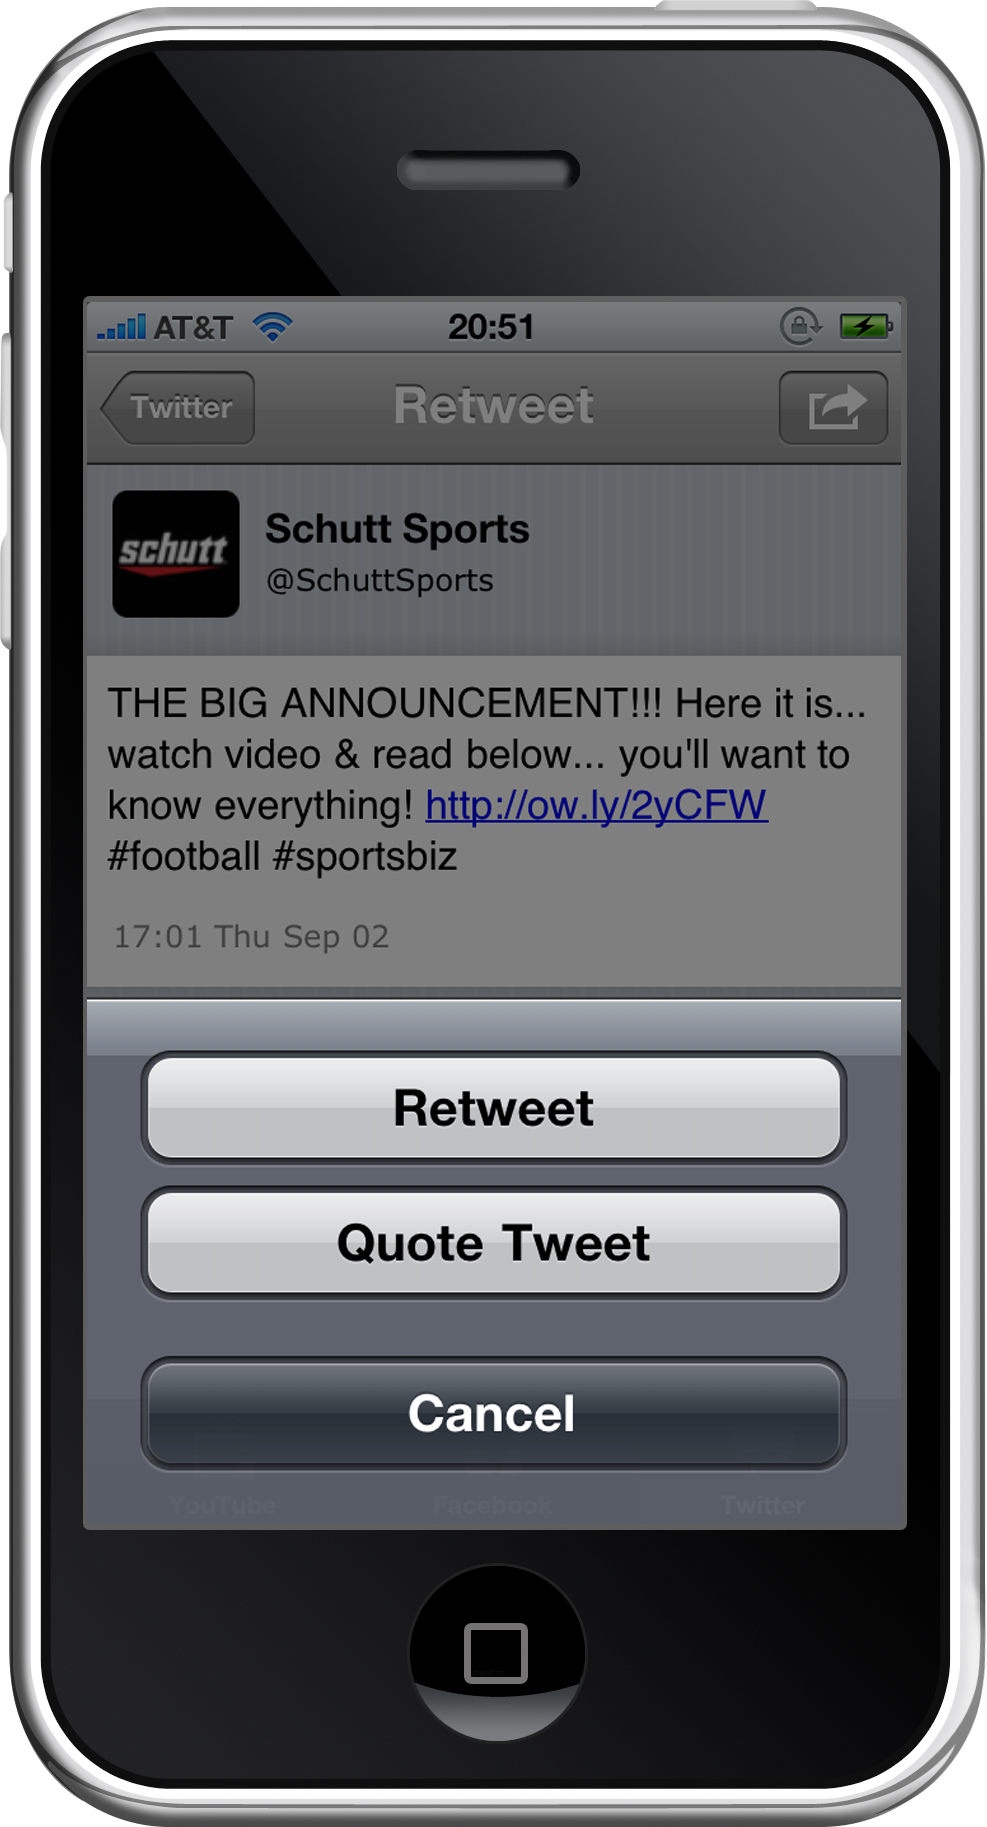 AT&T 20:51
Twitter Retweet
schutt
Schutt Sports
@SchuttSports
THE BIG ANNOUNCEMENT!!! Here it is...
watch video & read below... you'll want to
know everything! http://ow.ly/2yCFW
#football #sportsbiz
17:01 Thu Sep 02
Retweet
Quote Tweet
Cancel
YouTube Facebook Twitter